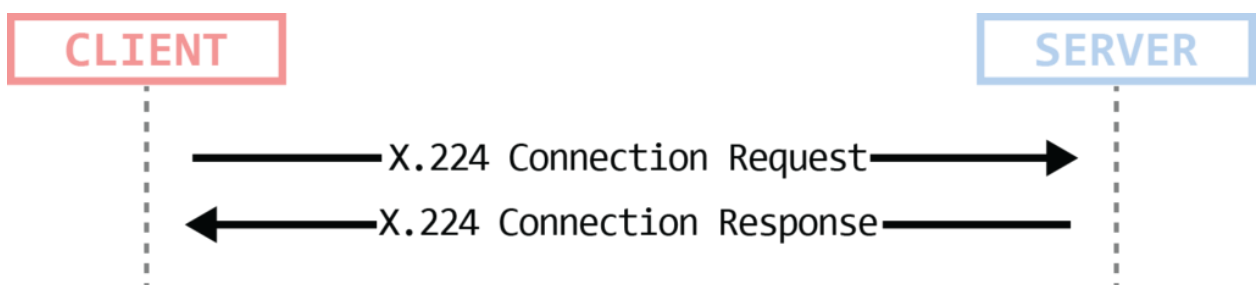 CLIENT
SERVER
X.224 Connection Request
X.224 Connection Response